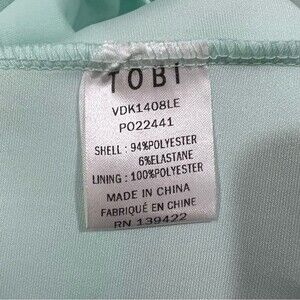 TOBi
VDK1408LE
PO22441
SHELL : 94%POLYESTER
6%ELASTANE
LINING : 100%POLYESTER
MADE IN CHINA
FABRIQUÉ EN CHINE
RN 139422